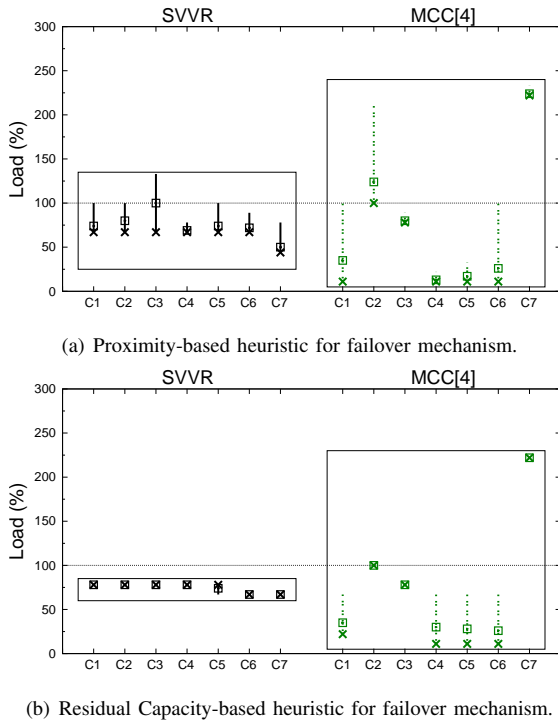 SVVR MCC[4]
300
250
200
150
100
50
0
Load (%)
C1 C2 C3 C4 C5 C6 C7 C1 C2 C3 C4 C5 C6 C7
(a) Proximity-based heuristic for failover mechanism.
SVVR MCC[4]
300
250
200
150
100
50
0
Load (%)
C1 C2 C3 C4 C5 C6 C7 C1 C2 C3 C4 C5 C6 C7
(b) Residual Capacity-based heuristic for failover mechanism.